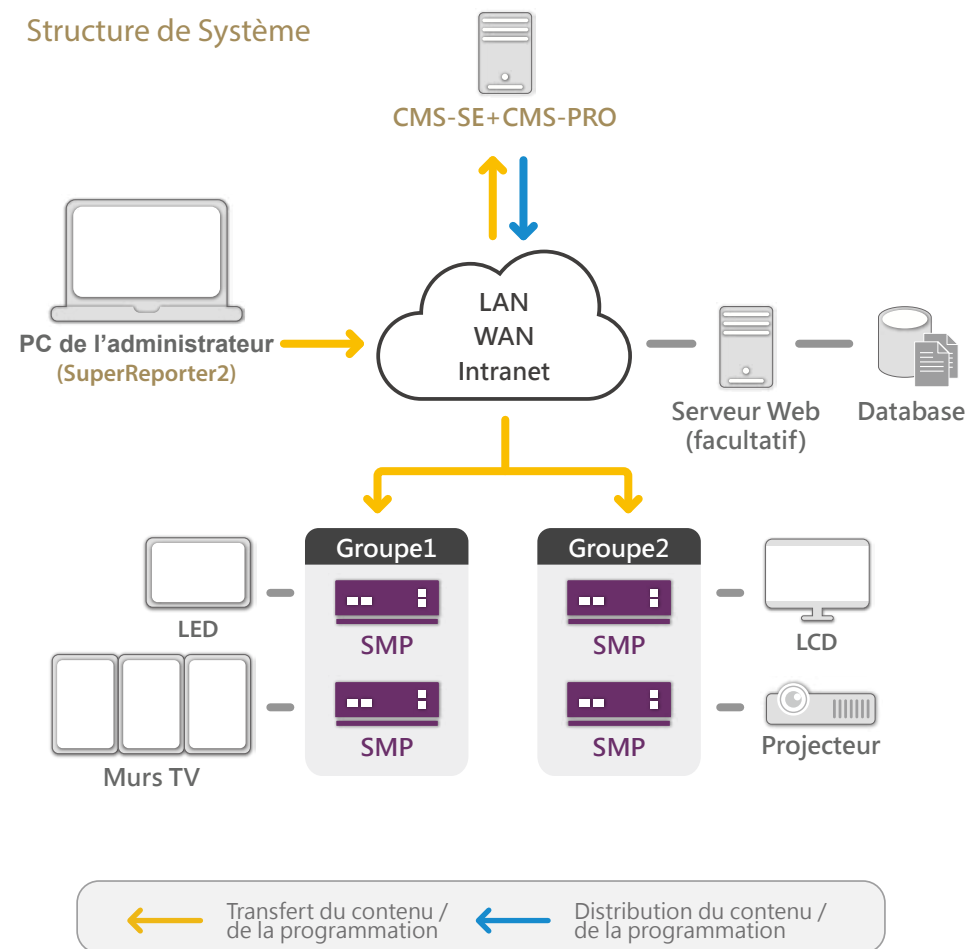 Structure de Système
CMS-SE+CMS-PRO
LAN
WAN
Intranet
PC de l’administrateur
(SuperReporter2)
Serveur Web
(facultatif)
Database
Groupe1
Groupe2
SMP
SMP
SMP
SMP
LED
Murs TV
LCD
Projecteur
Transfert du contenu /
de la programmation
Distribution du contenu /
de la programmation